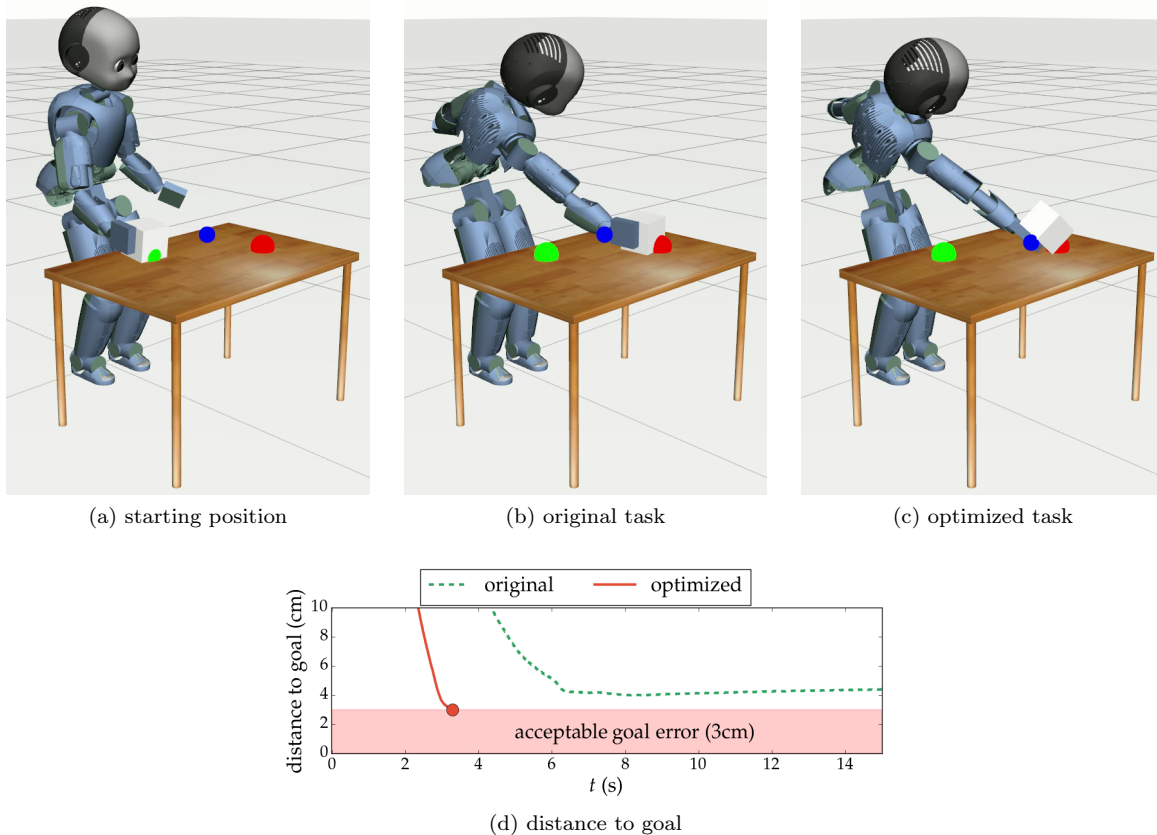 (a) starting position
(b) original task
(c) optimized task
original
optimized
distance to goal (cm)
10
8
6
4
2
0
acceptable goal error (3cm)
0
2
4
6
8
10
12
14
t (s)
(d) distance to goal